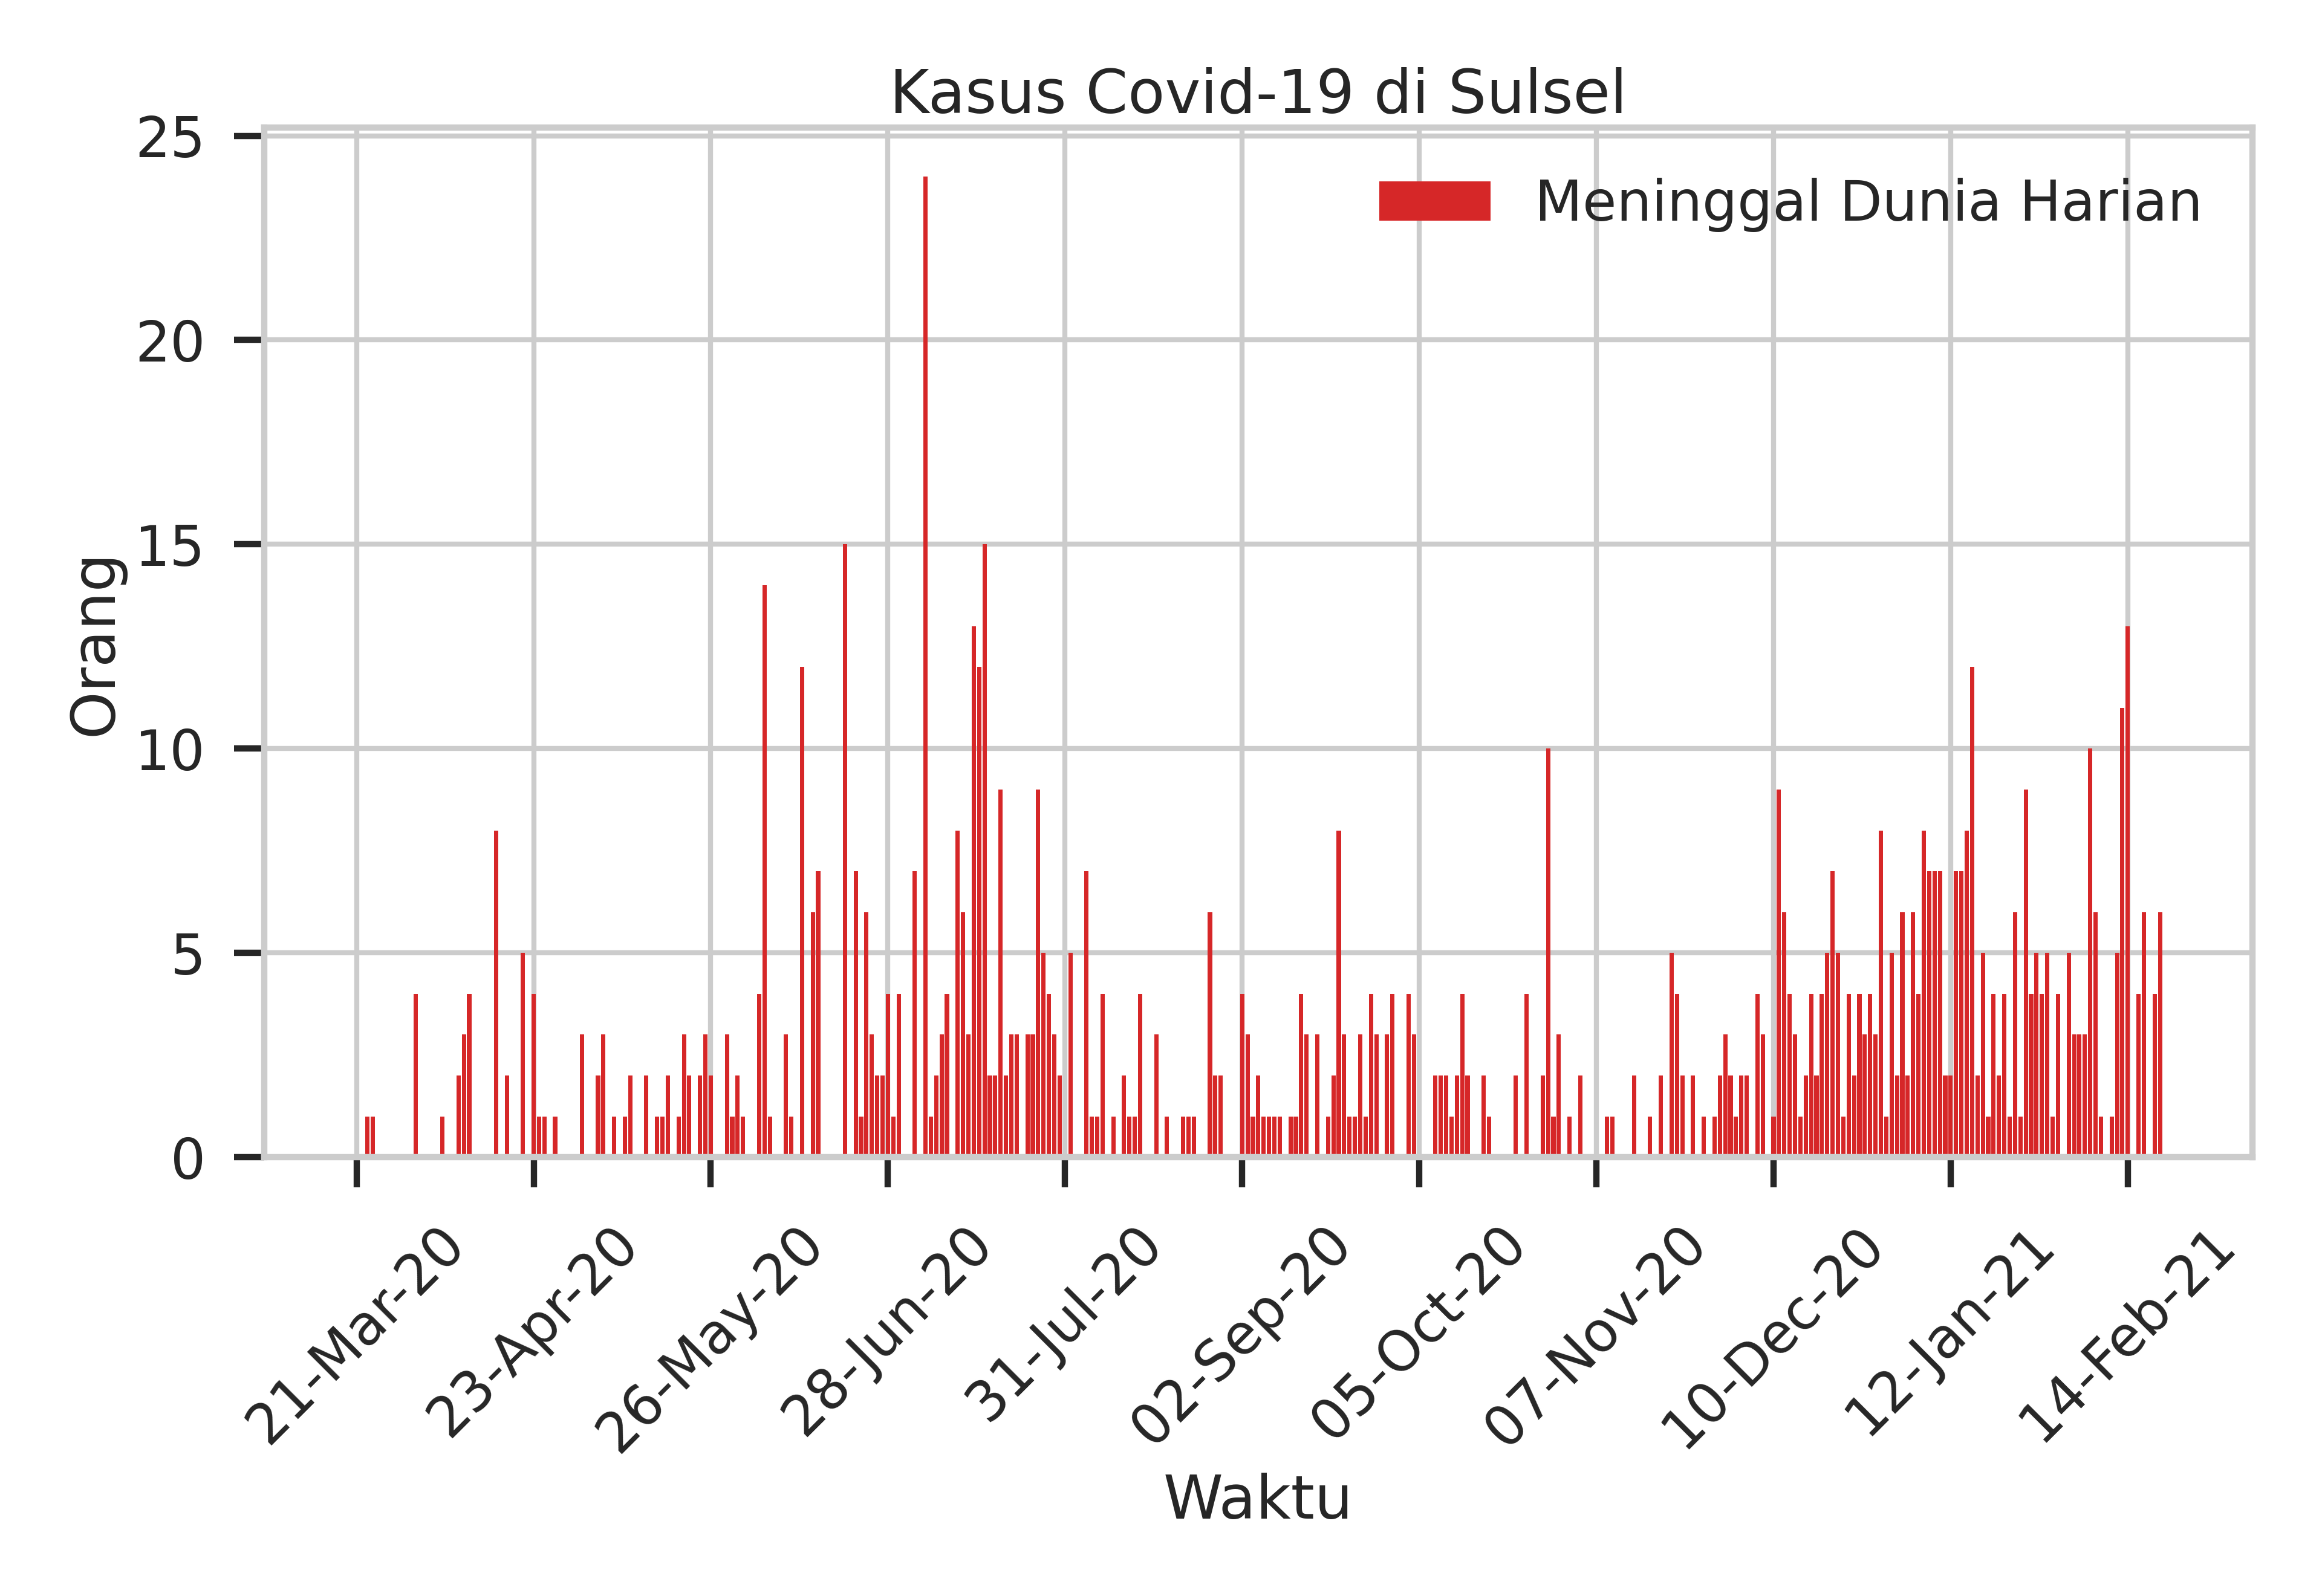 Kasus Covid-19 di Sulsel
Meninggal Dunia Harian
Orang
25
20
15
10
5
0
21-Mar-20
23-Apr-20
26-May-20
28-Jun-20
31-Jul-20
02-Sep-20
05-Oct-20
07-Nov-20
10-Dec-20
12-Jan-21
14-Feb-21
Waktu